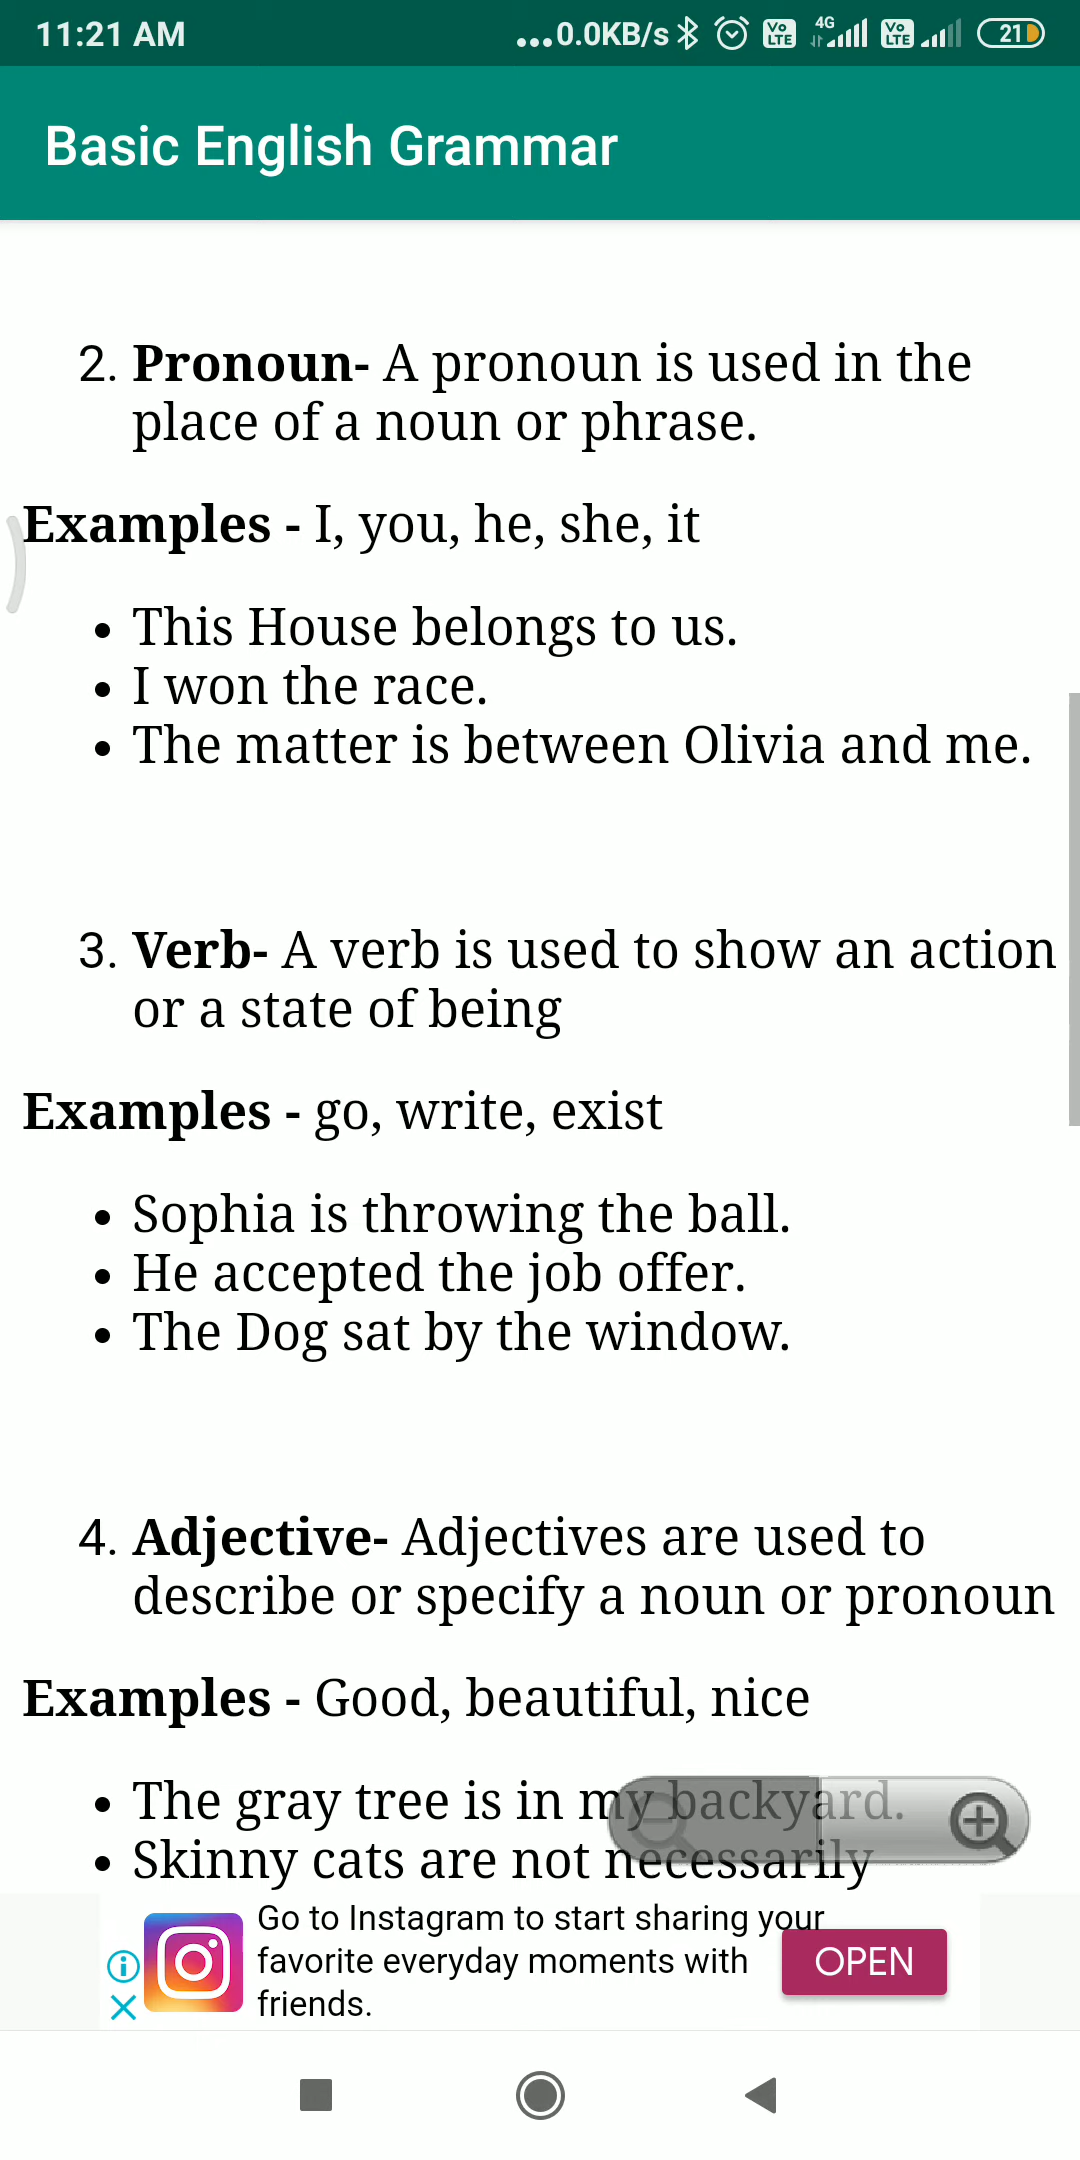 11:21 AM
...0.0KB/s Vo LTE 4G Vo LTE 21
Basic English Grammar
2. Pronoun- A pronoun is used in the
place of a noun or phrase.
Examples - I, you, he, she, it
• This House belongs to us.
• I won the race.
• The matter is between Olivia and me.
3. Verb- A verb is used to show an action
or a state of being
Examples - go, write, exist
• Sophia is throwing the ball.
• He accepted the job offer.
• The Dog sat by the window.
4. Adjective- Adjectives are used to
describe or specify a noun or pronoun
Examples - Good, beautiful, nice
• The gray tree is in my backyard.
• Skinny cats are not necessarily
Go to Instagram to start sharing your
favorite everyday moments with
friends.
OPEN